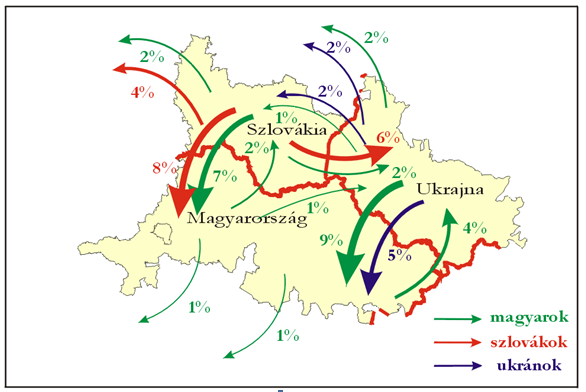 2%
2%
2%
4%
2%
1%
Szlovákia
6%
2%
8%
7%
2%
Ukrajna
Magyarország
1%
9%
4%
5%
1%
1%
magyarok
szlovákok
ukránok